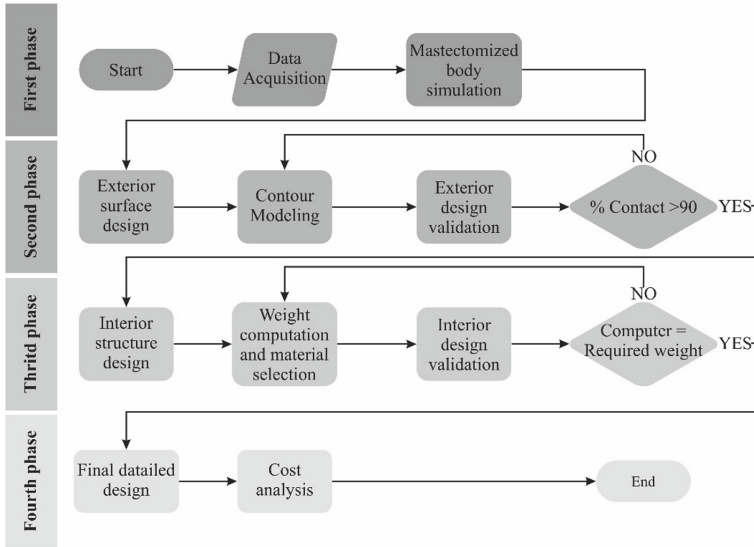 First phase
Start
Data
Acquisition
Mastectomized
body
simulation
Second phase
Exterior
surface
design
Contour
Modeling
Exterior
design
validation
% Contact >90
NO
YES
Thritd phase
Interior
structure
design
Weight
computation
and material
selection
Interior
design
validation
Computcr =
Required weight
NO
YES
Fourth phase
Final datailed
design
Cost
analysis
End